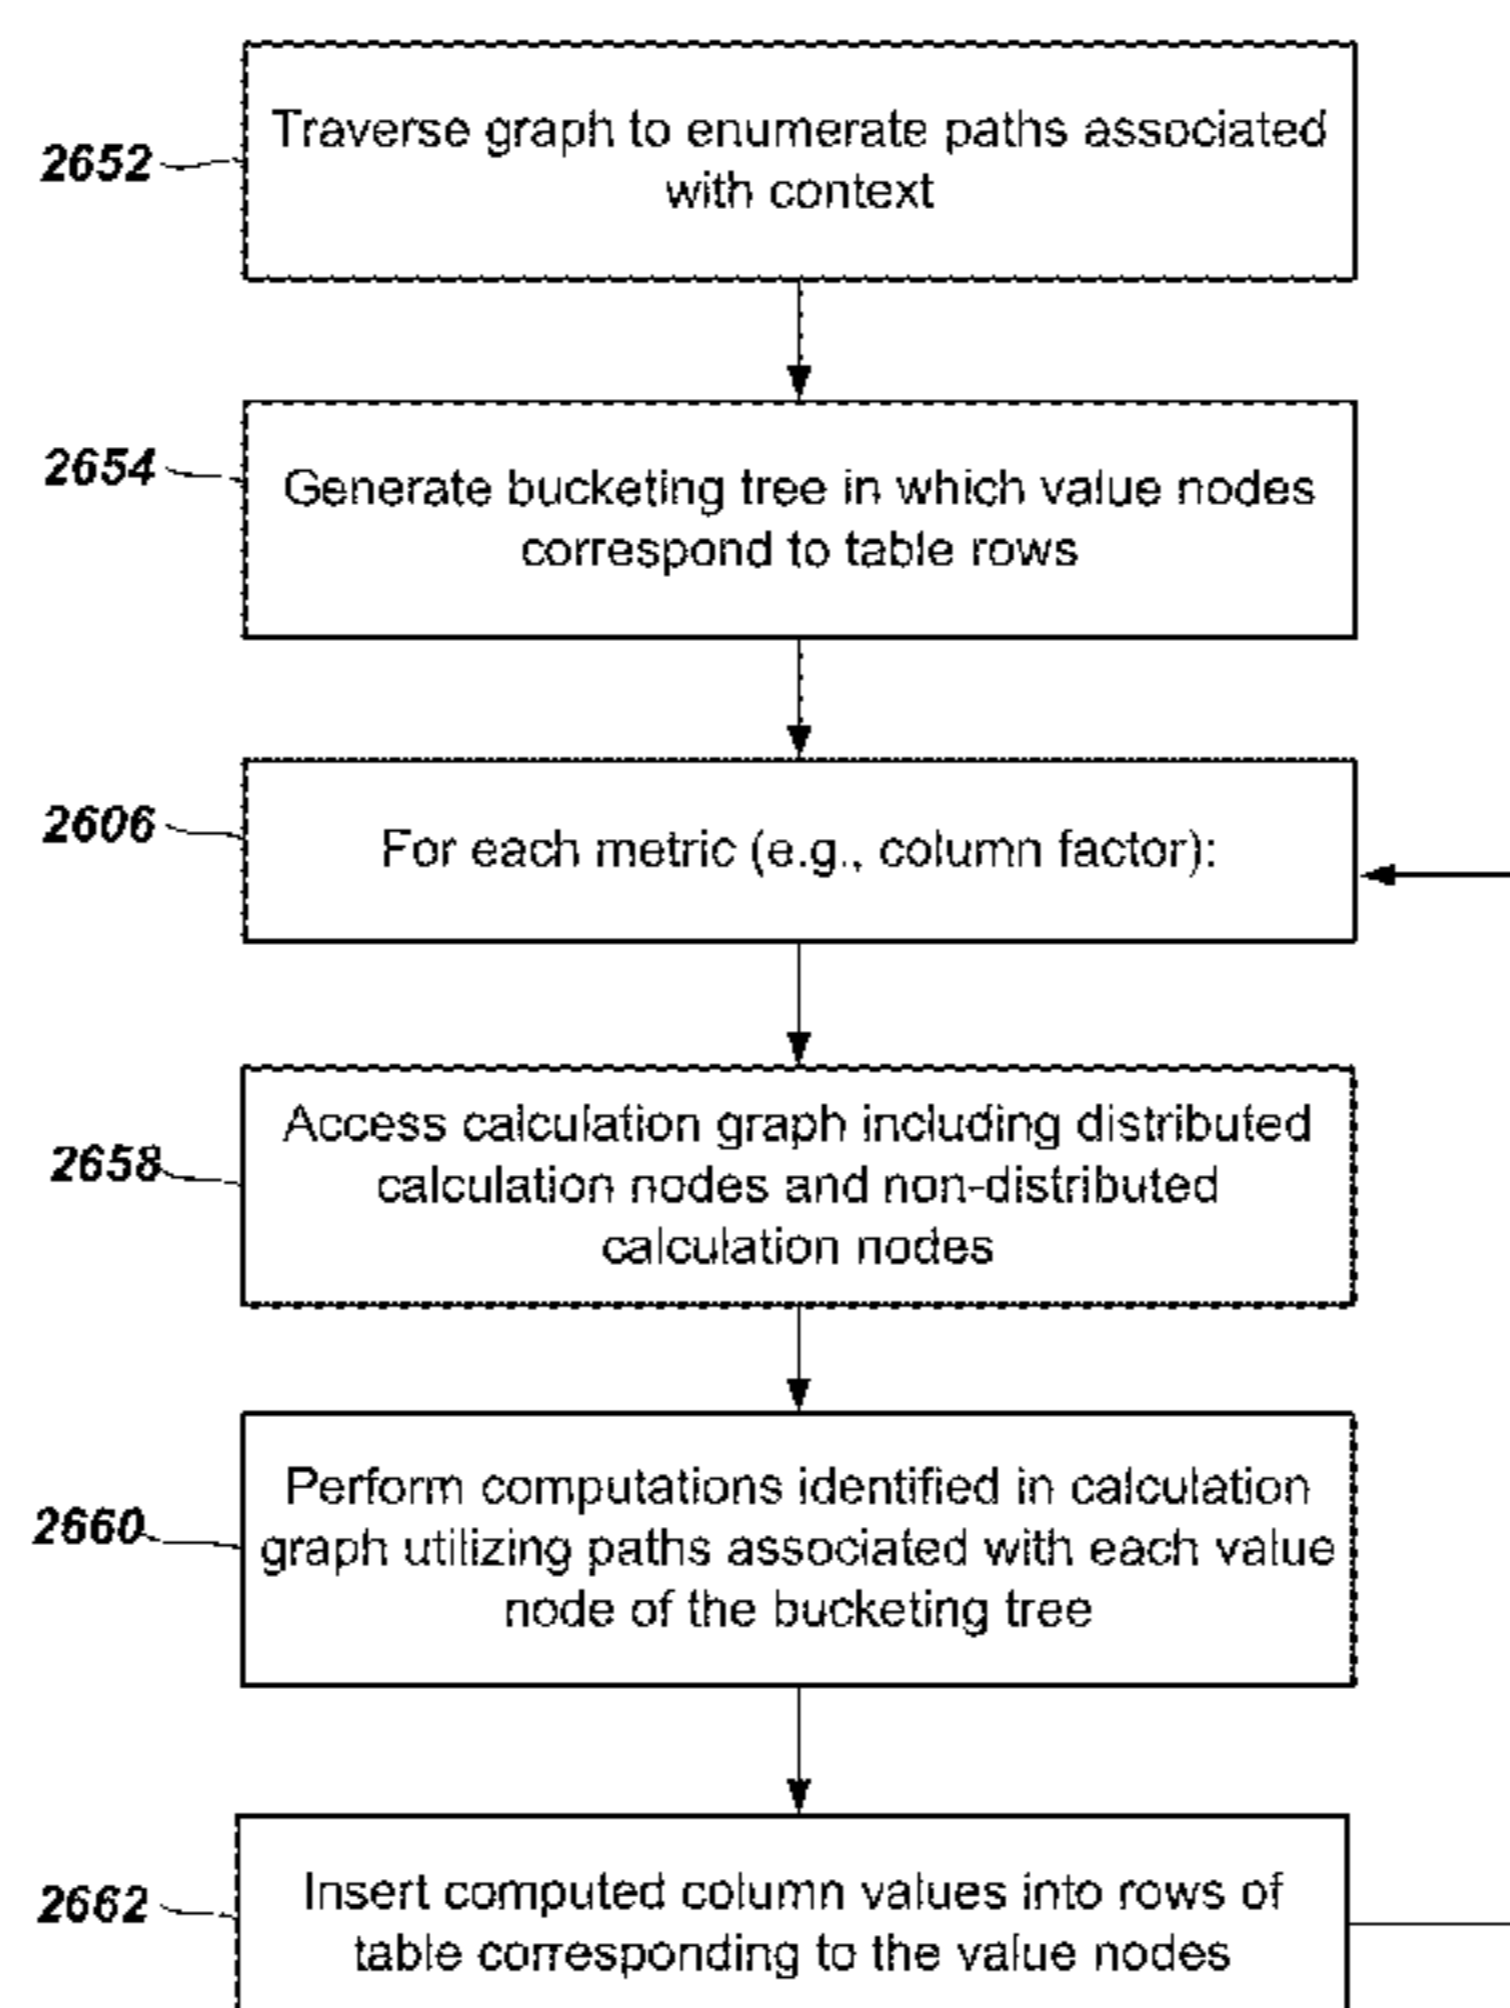 2652
Traverse graph to enumerate paths associated
with context
2654
Generate bucketing tree in which value nodes
correspond to table rows
2606
For each metric (e.g., column factor):
2658
Access calculation graph including distributed
calculation nodes and non-distributed
calculation nodes
2660
Perform computations identified in calculation
graph utilizing paths associated with each value
node of the bucketing tree
2662
Insert computed column values into rows of
table corresponding to the value nodes